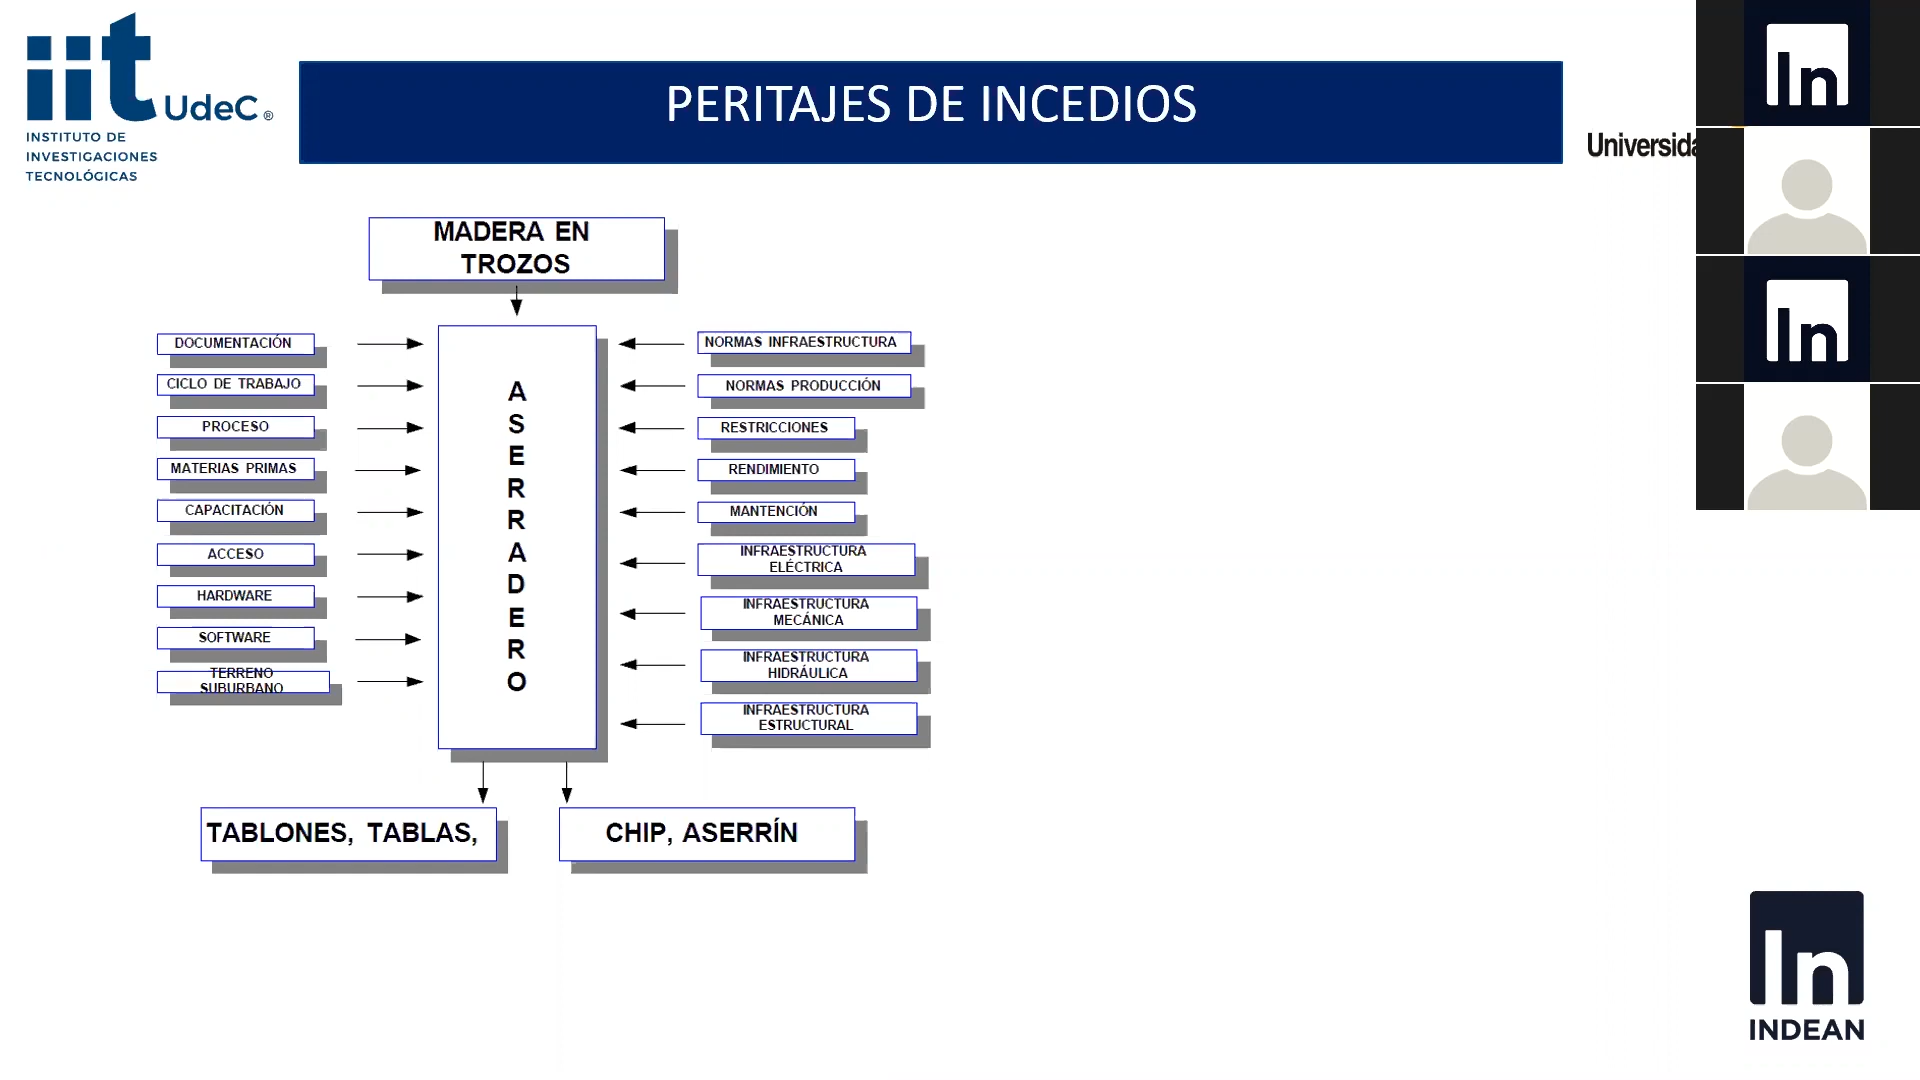 iit UdeC ®
INSTITUTO DE
INVESTIGACIONES
TECNOLÓGICAS
PERITAJES DE INCEDIOS
Universida
MADERA EN
TROZOS
DOCUMENTACIÓN
CICLO DE TRABAJO
PROCESO
MATERIAS PRIMAS
CAPACITACIÓN
ACCESO
HARDWARE
SOFTWARE
TERRENO
SUBURBANO
A
S
E
R
R
A
D
E
R
O
NORMAS INFRAESTRUCTURA
NORMAS PRODUCCIÓN
RESTRICCIONES
RENDIMIENTO
MANTENCIÓN
INFRAESTRUCTURA
ELÉCTRICA
INFRAESTRUCTURA
MECÁNICA
INFRAESTRUCTURA
HIDRÁULICA
INFRAESTRUCTURA
ESTRUCTURAL
TABLONES, TABLAS,
CHIP, ASERRÍN
In
In
In
INDEAN